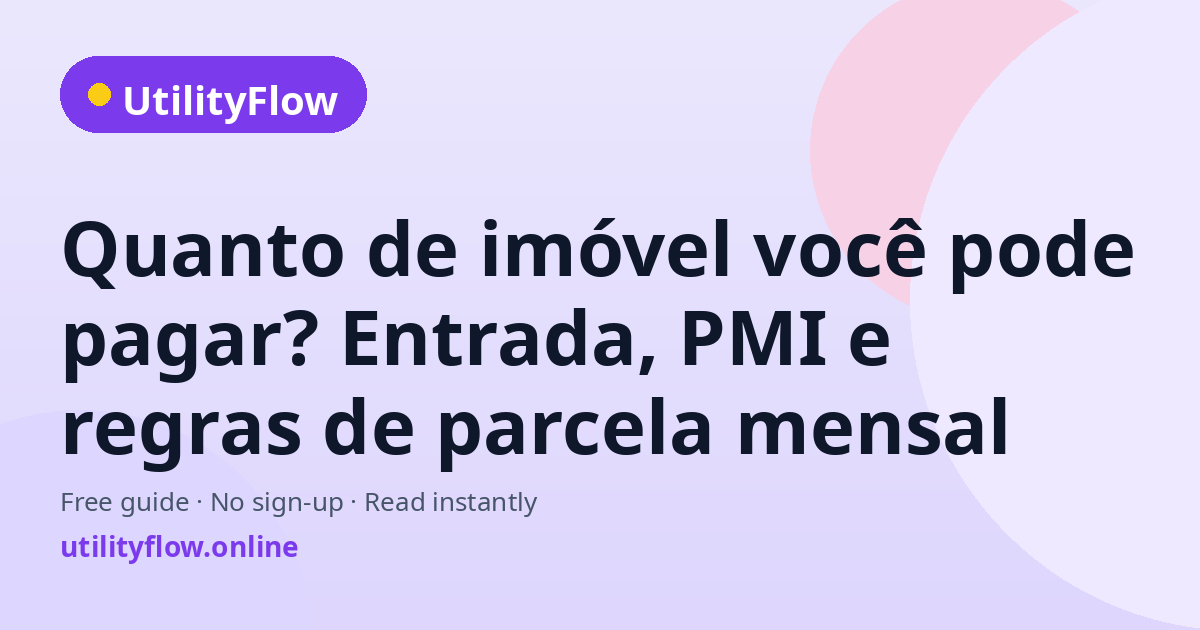 UtilityFlow
Quanto de imóvel você pode
pagar? Entrada, PMI e
regras de parcela mensal
Free guide · No sign-up · Read instantly
utilityflow.online